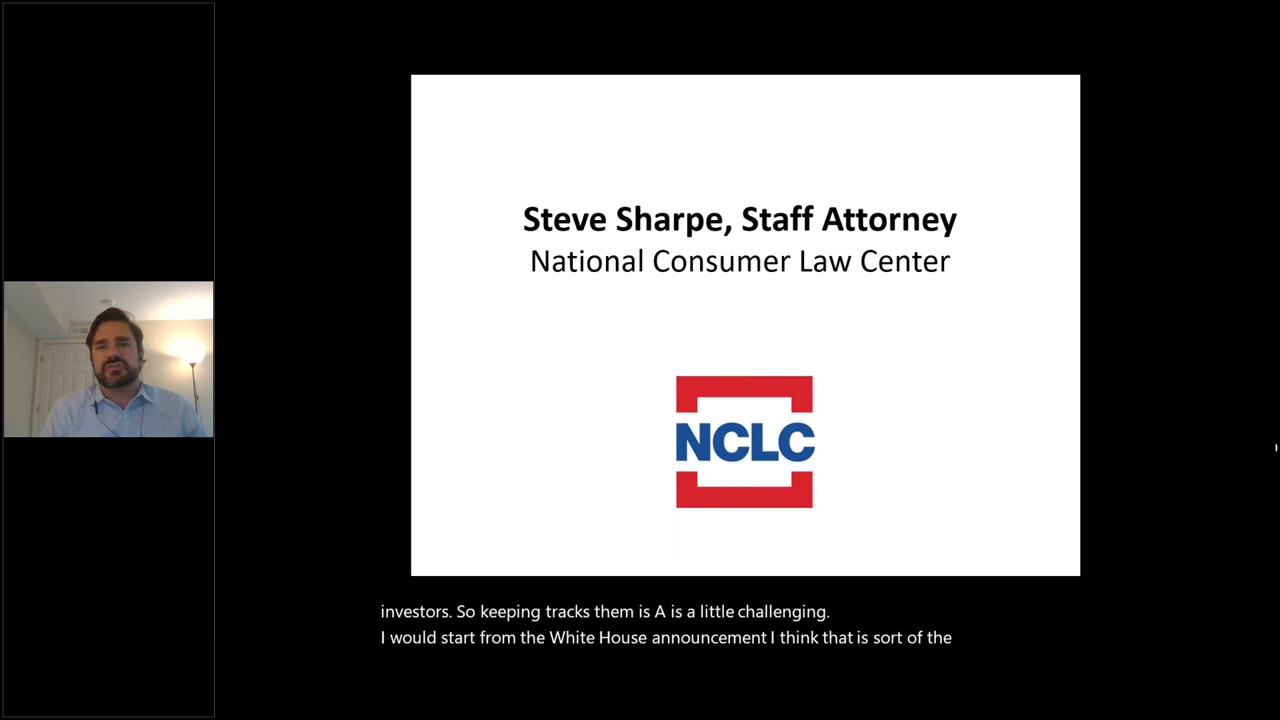 Steve Sharpe, Staff Attorney
National Consumer Law Center
NCLC
investors. So keeping tracks them is A is a little challenging.
I would start from the White House announcement I think that is sort of the